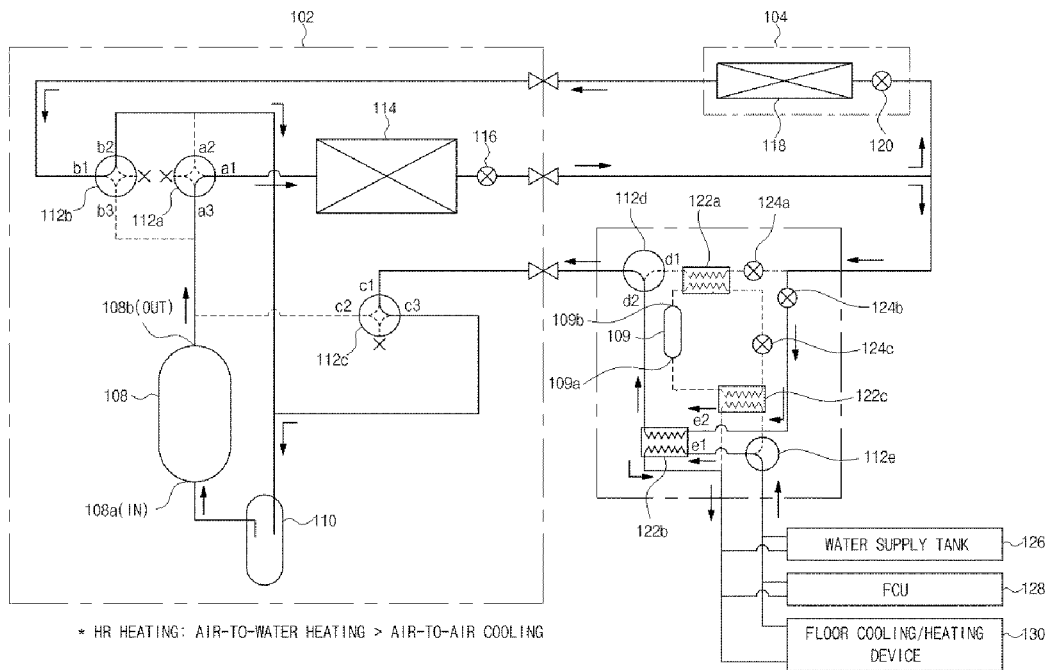 102
104
114
116
118
120
b2
a2
b1
a1
b3
a3
112b
112a
112d
122a
124a
d1
d2
c1
c2
c3
112c
108b(OUT)
109b
109
109a
124b
124c
122c
108
e2
e1
112e
108a(IN)
110
122b
WATER SUPPLY TANK
126
FCU
128
FLOOR COOLING/HEATING
DEVICE
130
* HR HEATING: AIR-TO-WATER HEATING > AIR-TO-AIR COOLING